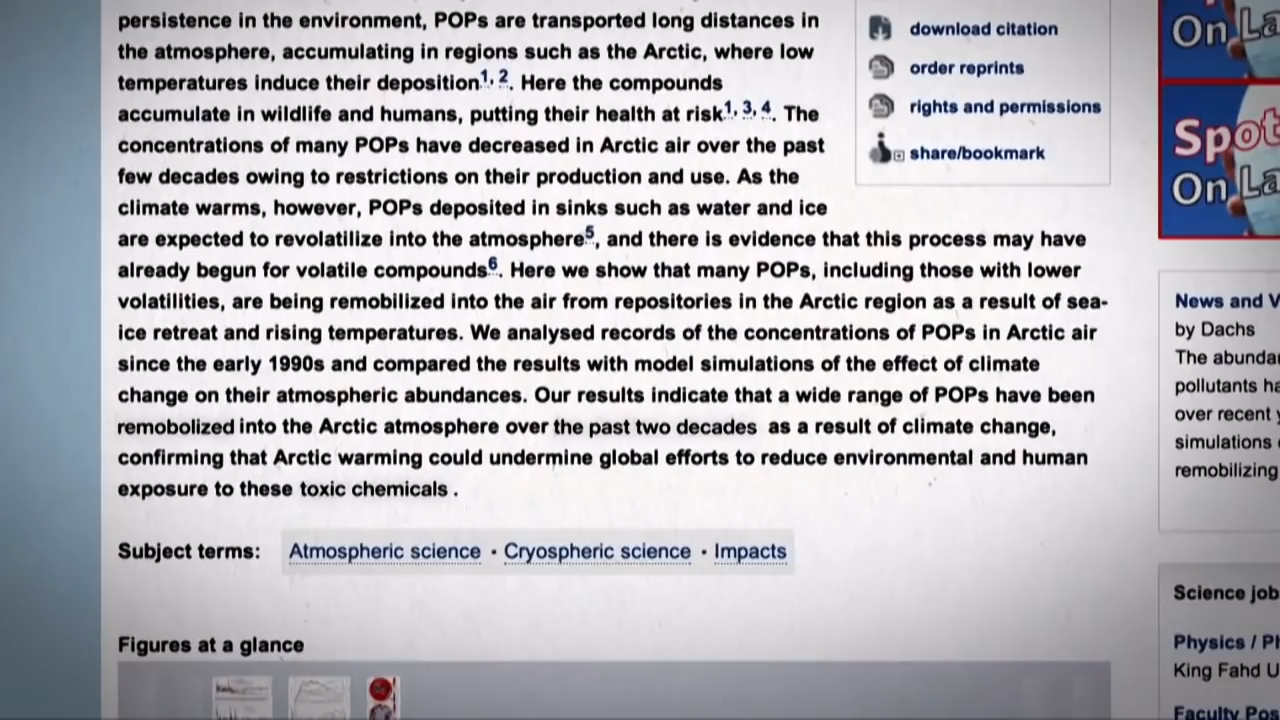 persistence in the environment, POPs are transported long distances in
the atmosphere, accumulating in regions such as the Arctic, where low
temperatures induce their deposition1, 2. Here the compounds
accumulate in wildlife and humans, putting their health at risk1, 3, 4. The
concentrations of many POPs have decreased in Arctic air over the past
few decades owing to restrictions on their production and use. As the
climate warms, however, POPs deposited in sinks such as water and ice
are expected to revolatilize into the atmosphere5, and there is evidence that this process may have
already begun for volatile compounds6. Here we show that many POPs, including those with lower
volatilities, are being remobilized into the air from repositories in the Arctic region as a result of sea-
ice retreat and rising temperatures. We analysed records of the concentrations of POPs in Arctic air
since the early 1990s and compared the results with model simulations of the effect of climate
change on their atmospheric abundances. Our results indicate that a wide range of POPs have been
remobolized into the Arctic atmosphere over the past two decades as a result of climate change,
confirming that Arctic warming could undermine global efforts to reduce environmental and human
exposure to these toxic chemicals .
Subject terms: Atmospheric science · Cryospheric science · Impacts
Figures at a glance
download citation
order reprints
rights and permissions
share/bookmark
On
Spot
On
News and
by Dachs
The
pollutants
over recent
simulations
remobilizing
Science
Physics /
King Fahd
Faculty